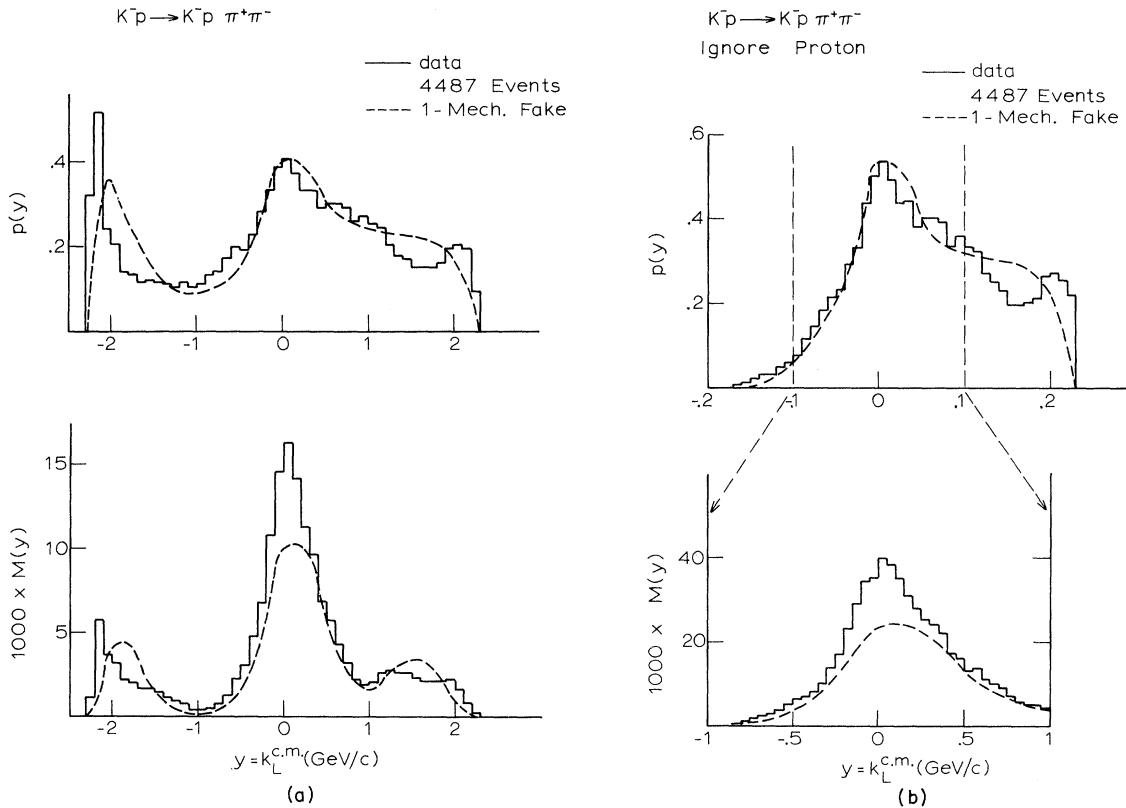 K⁻p → K⁻p π⁺π⁻
data
4487 Events
1-Mech. Fake
p(y)
.4
.2
-2 -1 0 1 2
1000 x M(y)
15
10
5
-2 -1 0 1 2
y = k_L^c.m. (GeV/c)
(a)
K⁻p → K⁻p π⁺π⁻
Ignore Proton
data
4487 Events
1-Mech. Fake
p(y)
.6
.4
.2
0
-.2 -.1 0 .1 .2
1000 x M(y)
40
20
-1 -.5 0 .5 1
y = k_L^c.m. (GeV/c)
(b)